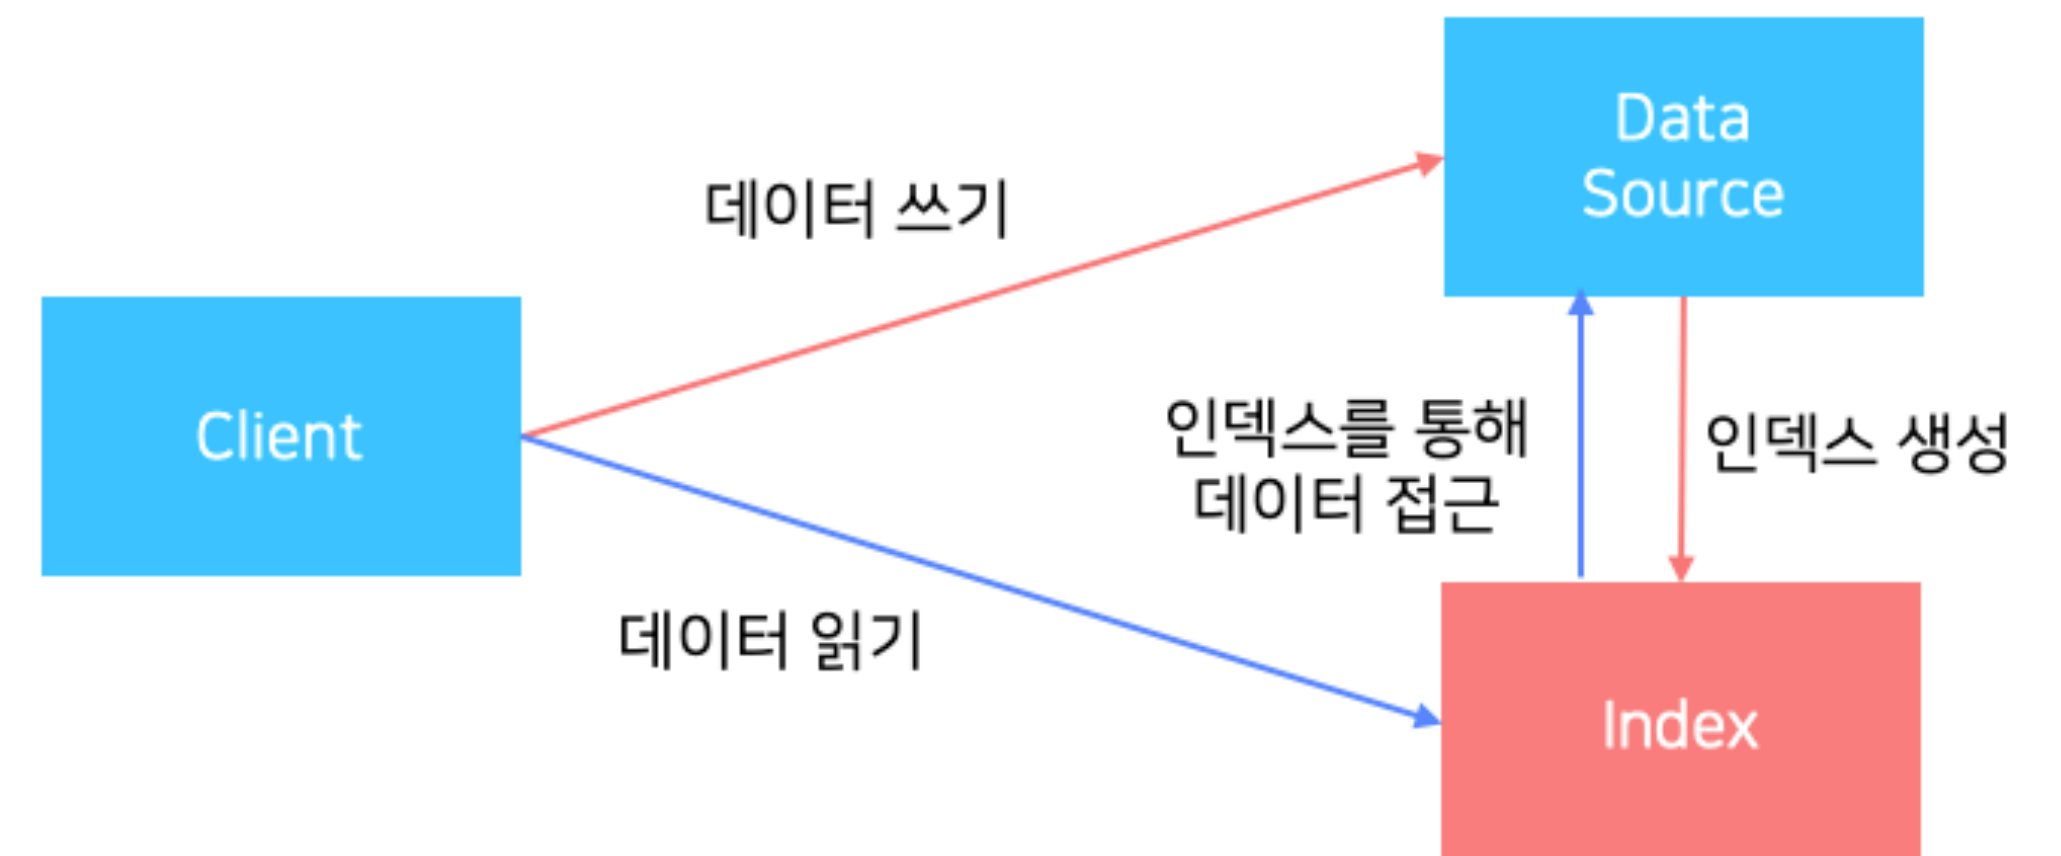 Data
Source
데이터 쓰기
Client
인덱스를 통해
데이터 접근
인덱스 생성
데이터 읽기
Index